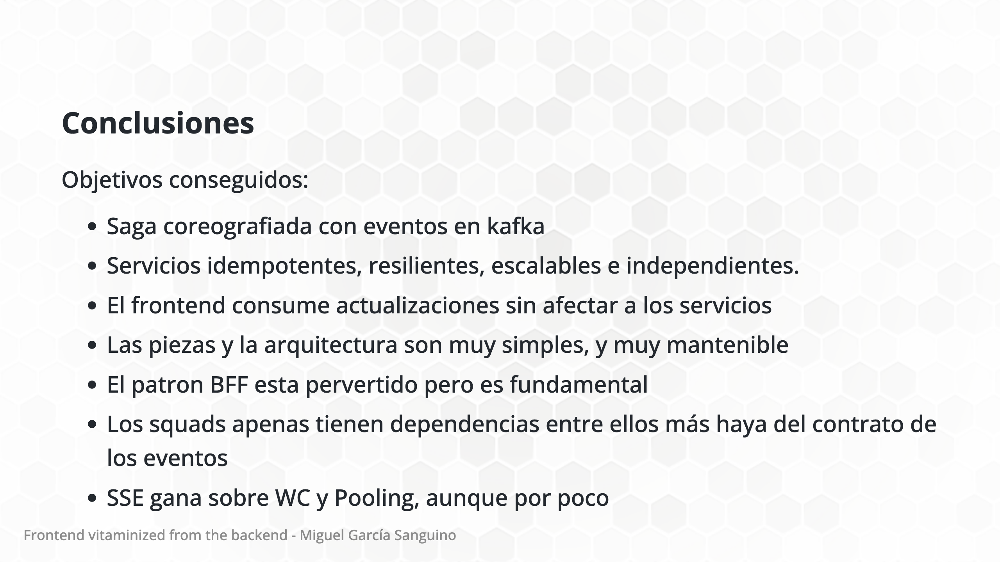 Conclusiones
Objetivos conseguidos:
• Saga coreografiada con eventos en kafka
• Servicios idempotentes, resilientes, escalables e independientes.
• El frontend consume actualizaciones sin afectar a los servicios
• Las piezas y la arquitectura son muy simples, y muy mantenible
• El patron BFF esta pervertido pero es fundamental
• Los squads apenas tienen dependencias entre ellos más haya del contrato de
los eventos
• SSE gana sobre WC y Pooling, aunque por poco
Frontend vitaminized from the backend - Miguel García Sanguino